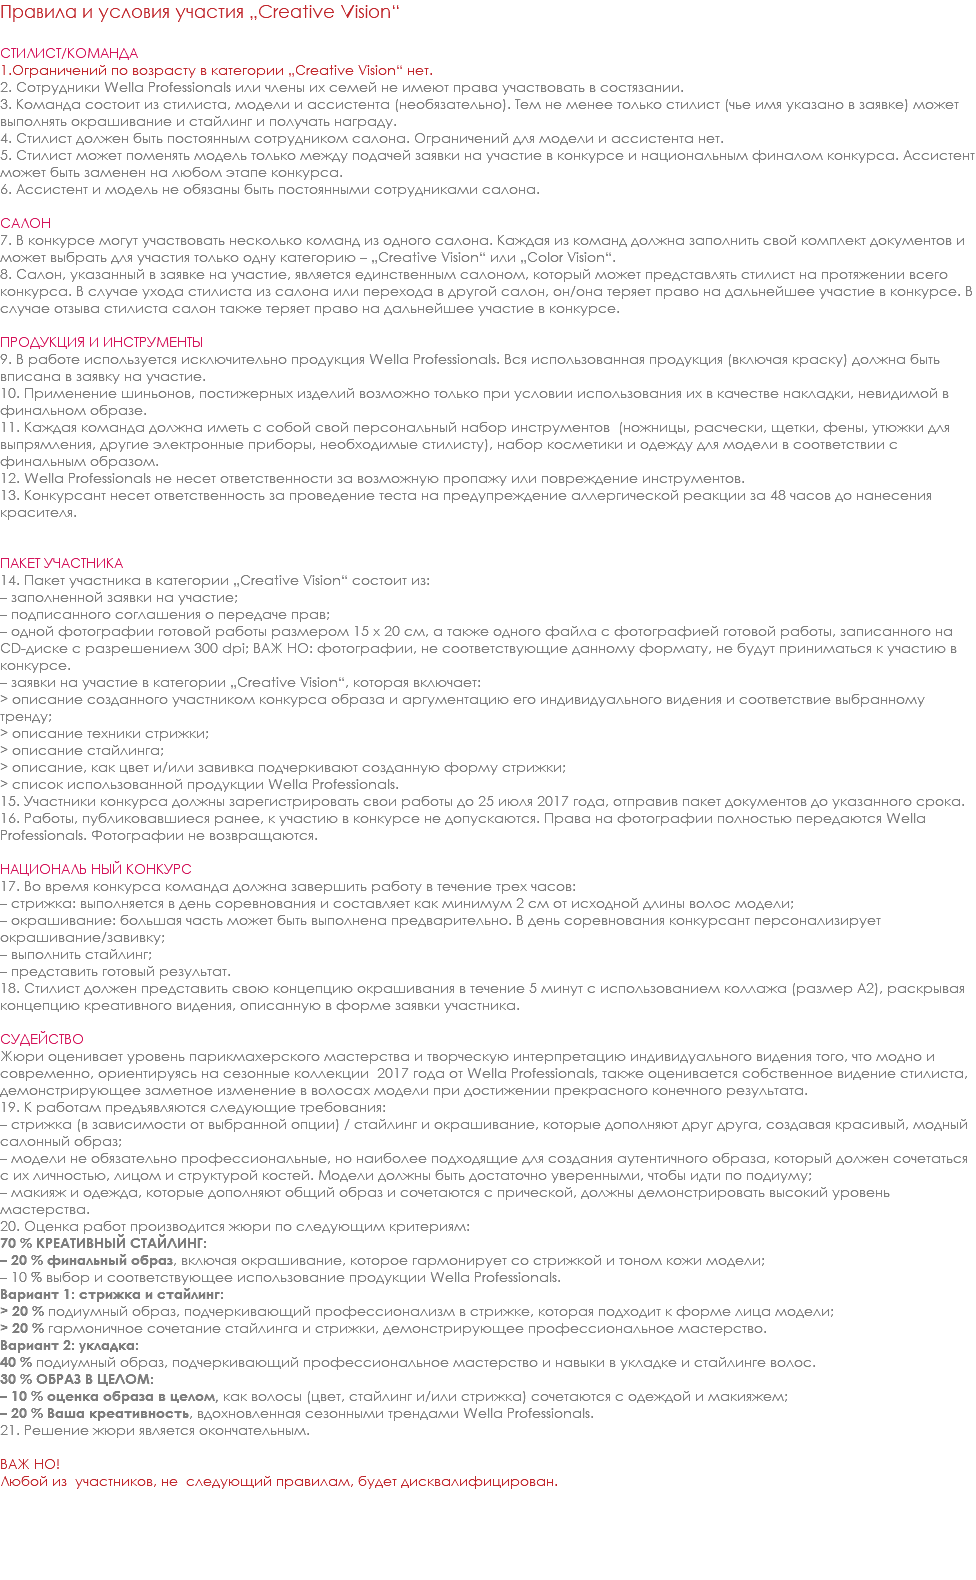 Правила и условия участия „Creative Vision“
СТИЛИСТ/КОМАНДА
1.Ограничений по возрасту в категории „Creative Vision“ нет.
2. Сотрудники Wella Professionals или члены их семей не имеют права участвовать в состязании.
3. Команда состоит из стилиста, модели и ассистента (необязательно). Тем не менее только стилист (чье имя указано в заявке) может
выполнять окрашивание и стайлинг и получать награду.
4. Стилист должен быть постоянным сотрудником салона. Ограничений для модели и ассистента нет.
5. Стилист может поменять модель только между подачей заявки на участие в конкурсе и национальным финалом конкурса. Ассистент
может быть заменен на любом этапе конкурса.
6. Ассистент и модель не обязаны быть постоянными сотрудниками салона.
САЛОН
7. В конкурсе могут участвовать несколько команд из одного салона. Каждая из команд должна заполнить свой комплект документов и
может выбрать для участия только одну категорию – „Creative Vision“ или „Color Vision“.
8. Салон, указанный в заявке на участие, является единственным салоном, который может представлять стилист на протяжении всего
конкурса. В случае ухода стилиста из салона или перехода в другой салон, он/она теряет право на дальнейшее участие в конкурсе. В
случае отзыва стилиста салон также теряет право на дальнейшее участие в конкурсе.
ПРОДУКЦИЯ И ИНСТРУМЕНТЫ
9. В работе используется исключительно продукция Wella Professionals. Вся использованная продукция (включая краску) должна быть
вписана в заявку на участие.
10. Применение шиньонов, постижерных изделий возможно только при условии использования их в качестве накладки, невидимой в
финальном образе.
11. Каждая команда должна иметь с собой свой персональный набор инструментов  (ножницы, расчески, щетки, фены, утюжки для
выпрямления, другие электронные приборы, необходимые стилисту), набор косметики и одежду для модели в соответствии с
финальным образом.
12. Wella Professionals не несет ответственности за возможную пропажу или повреждение инструментов.
13. Конкурсант несет ответственность за проведение теста на предупреждение аллергической реакции за 48 часов до нанесения
красителя.
ПАКЕТ УЧАСТНИКА
14. Пакет участника в категории „Creative Vision“ состоит из:
– заполненной заявки на участие;
– подписанного соглашения о передаче прав;
– одной фотографии готовой работы размером 15 х 20 см, а также одного файла с фотографией готовой работы, записанного на
CD-диске с разрешением 300 dpi; ВАЖ НО: фотографии, не соответствующие данному формату, не будут приниматься к участию в
конкурсе.
– заявки на участие в категории „Creative Vision“, которая включает:
> описание созданного участником конкурса образа и аргументацию его индивидуального видения и соответствие выбранному
тренду;
> описание техники стрижки;
> описание стайлинга;
> описание, как цвет и/или завивка подчеркивают созданную форму стрижки;
> список использованной продукции Wella Professionals.
15. Участники конкурса должны зарегистрировать свои работы до 25 июля 2017 года, отправив пакет документов до указанного срока.
16. Работы, публиковавшиеся ранее, к участию в конкурсе не допускаются. Права на фотографии полностью передаются Wella
Professionals. Фотографии не возвращаются.
НАЦИОНАЛЬ НЫЙ КОНКУРС
17. Во время конкурса команда должна завершить работу в течение трех часов:
– стрижка: выполняется в день соревнования и составляет как минимум 2 см от исходной длины волос модели;
– окрашивание: большая часть может быть выполнена предварительно. В день соревнования конкурсант персонализирует
окрашивание/завивку;
– выполнить стайлинг;
– представить готовый результат.
18. Стилист должен представить свою концепцию окрашивания в течение 5 минут с использованием коллажа (размер А2), раскрывая
концепцию креативного видения, описанную в форме заявки участника.
СУДЕЙСТВО
Жюри оценивает уровень парикмахерского мастерства и творческую интерпретацию индивидуального видения того, что модно и
современно, ориентируясь на сезонные коллекции  2017 года от Wella Professionals, также оценивается собственное видение стилиста,
демонстрирующее заметное изменение в волосах модели при достижении прекрасного конечного результата.
19. К работам предъявляются следующие требования:
– стрижка (в зависимости от выбранной опции) / стайлинг и окрашивание, которые дополняют друг друга, создавая красивый, модный
салонный образ;
– модели не обязательно профессиональные, но наиболее подходящие для создания аутентичного образа, который должен сочетаться
с их личностью, лицом и структурой костей. Модели должны быть достаточно уверенными, чтобы идти по подиуму;
– макияж и одежда, которые дополняют общий образ и сочетаются с прической, должны демонстрировать высокий уровень
мастерства.
20. Оценка работ производится жюри по следующим критериям:
70 % КРЕАТИВНЫЙ СТАЙЛИНГ:
– 20 % финальный образ, включая окрашивание, которое гармонирует со стрижкой и тоном кожи модели;
– 10 % выбор и соответствующее использование продукции Wella Professionals.
Вариант 1: стрижка и стайлинг:
> 20 % подиумный образ, подчеркивающий профессионализм в стрижке, которая подходит к форме лица модели;
> 20 % гармоничное сочетание стайлинга и стрижки, демонстрирующее профессиональное мастерство.
Вариант 2: укладка:
40 % подиумный образ, подчеркивающий профессиональное мастерство и навыки в укладке и стайлинге волос.
30 % ОБРАЗ В ЦЕЛОМ:
– 10 % оценка образа в целом, как волосы (цвет, стайлинг и/или стрижка) сочетаются с одеждой и макияжем;
– 20 % Ваша креативность, вдохновленная сезонными трендами Wella Professionals.
21. Решение жюри является окончательным.
ВАЖ НО!
Любой из  участников, не  следующий правилам, будет дисквалифицирован.